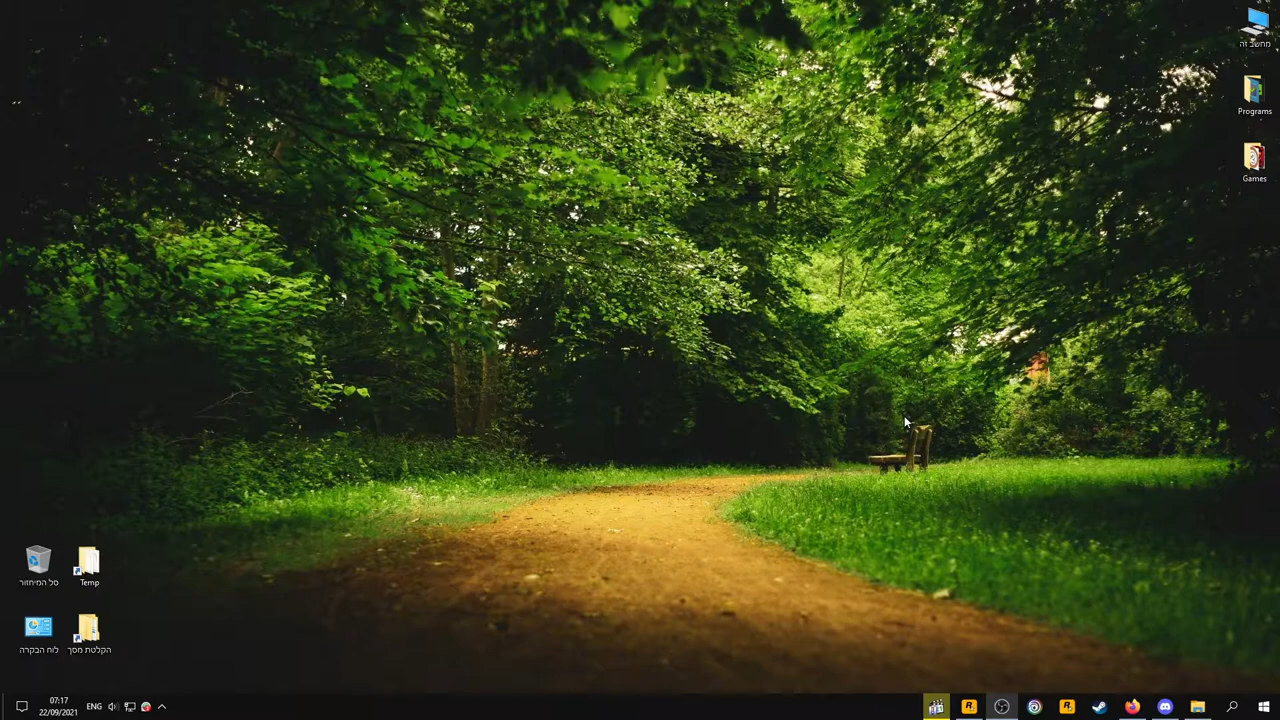 מחשב זה
Programs
Games
סל המיחזור
Temp
לוח הבקרה
הקלטת מסך
07:17
22/09/2021
ENG